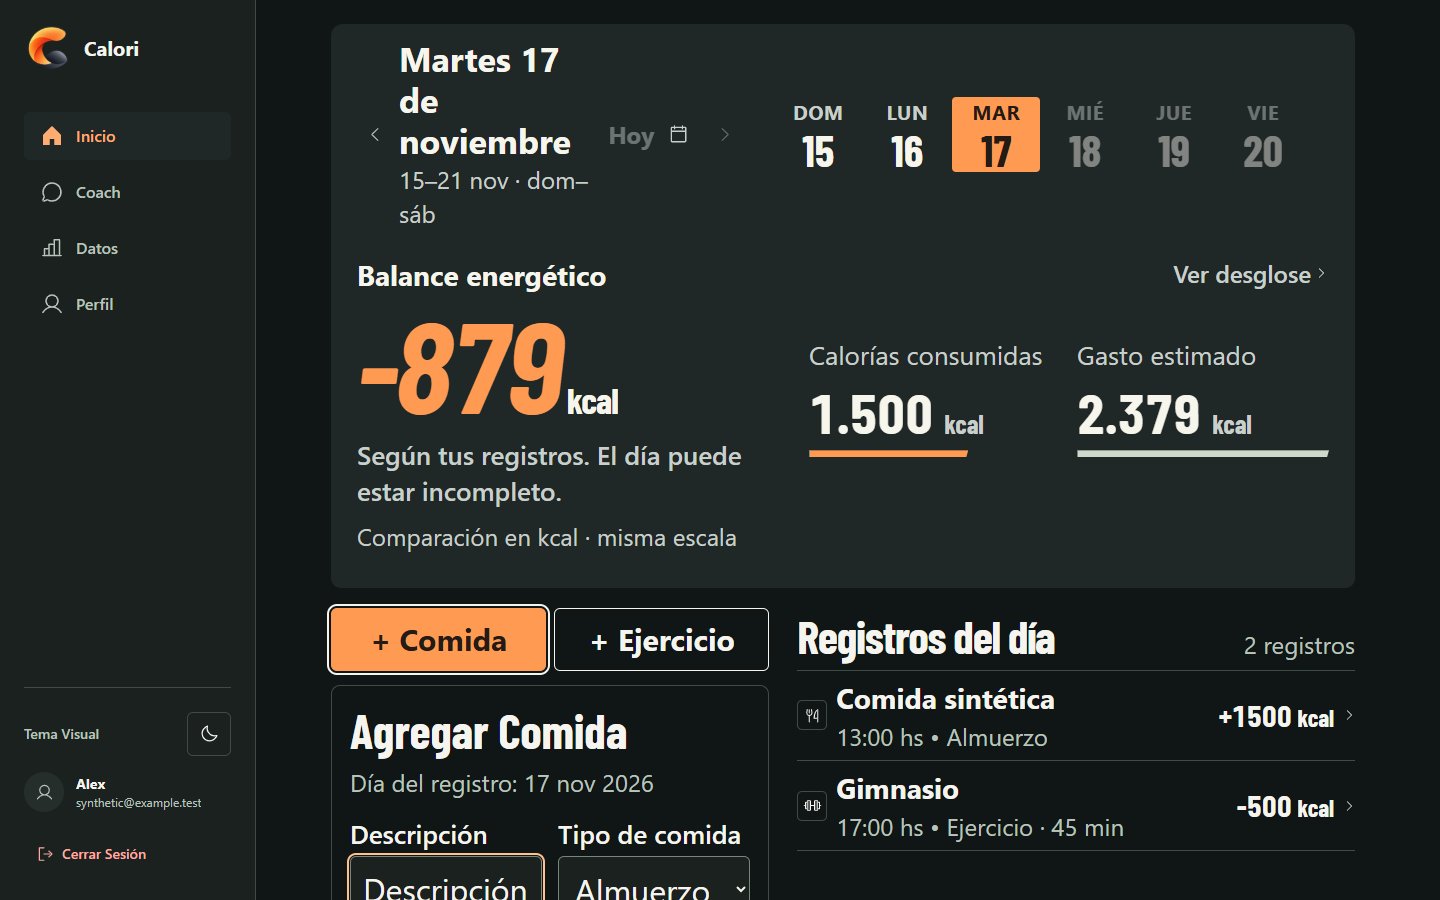 Calori
Inicio
Coach
Datos
Perfil
Tema Visual
Alex
synthetic@example.test
Cerrar Sesión
Martes 17
de
noviembre
15–21 nov · dom–
sáb
Hoy
DOM
15
LUN
16
MAR
17
MIÉ
18
JUE
19
VIE
20
Balance energético
Ver desglose
-879 kcal
Según tus registros. El día puede
estar incompleto.
Comparación en kcal · misma escala
Calorías consumidas
1.500 kcal
Gasto estimado
2.379 kcal
+ Comida
+ Ejercicio
Agregar Comida
Día del registro: 17 nov 2026
Descripción
Tipo de comida
Descripción
Almuerzo
Registros del día
2 registros
Comida sintética
13:00 hs • Almuerzo
+1500 kcal
Gimnasio
17:00 hs • Ejercicio · 45 min
-500 kcal